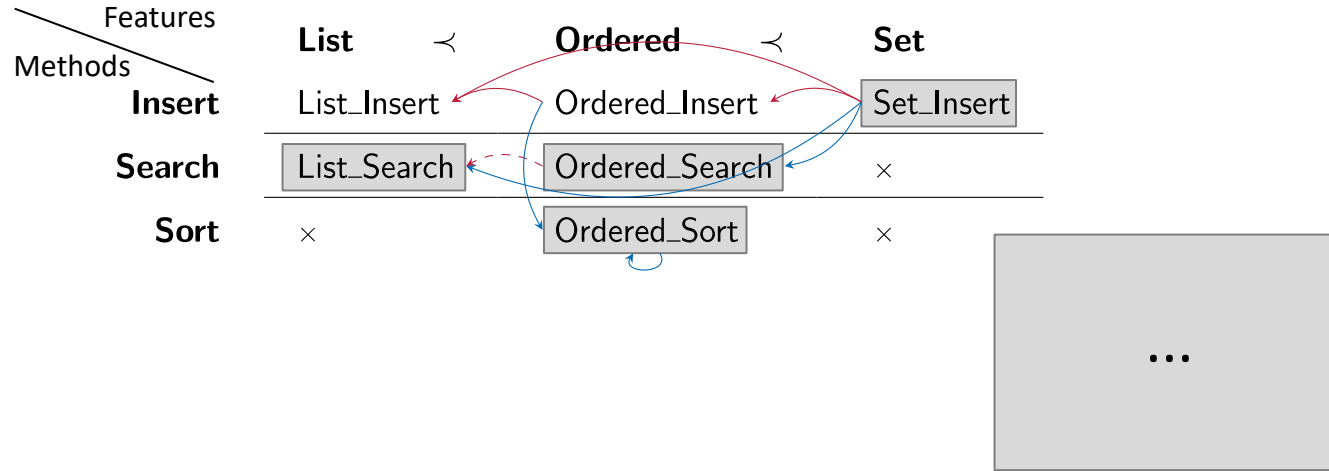 Features
Methods
List ≺ Ordered ≺ Set
Insert List_Insert Ordered_Insert Set_Insert
Search List_Search Ordered_Search ×
Sort × Ordered_Sort ×
...